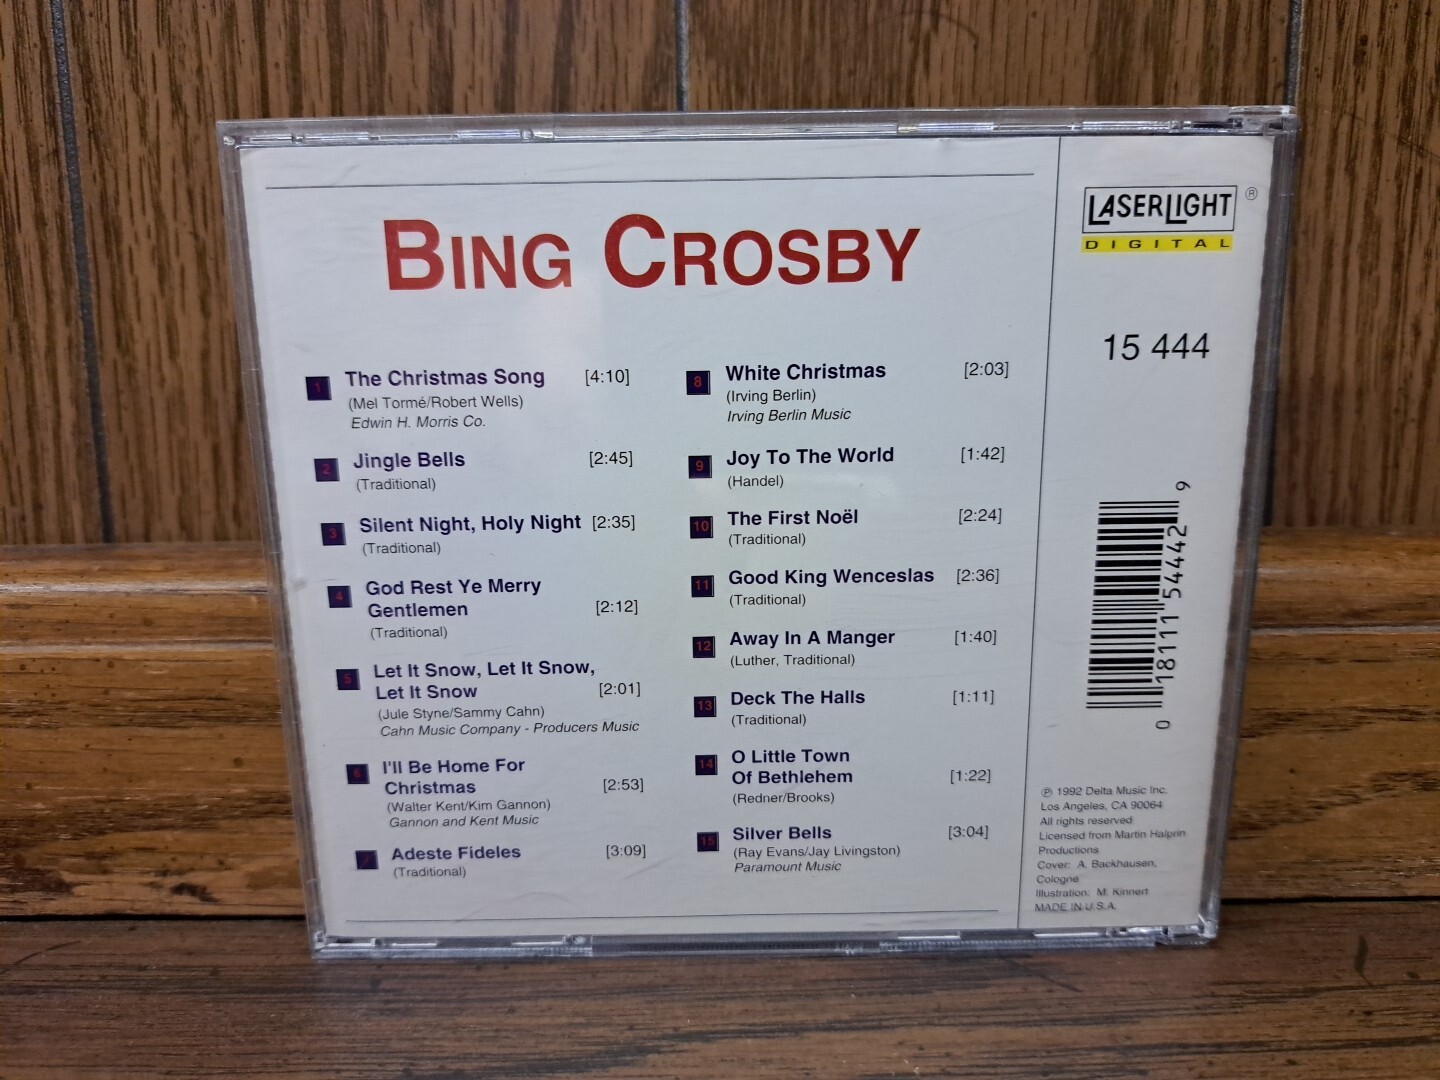 BING CROSBY
1 The Christmas Song [4:10]
(Mel Tormé/Robert Wells)
Edwin H. Morris Co.
2 Jingle Bells [2:45]
(Traditional)
3 Silent Night, Holy Night [2:35]
(Traditional)
4 God Rest Ye Merry
Gentlemen [2:12]
(Traditional)
5 Let It Snow, Let It Snow,
Let It Snow [2:01]
(Jule Styne/Sammy Cahn)
Cahn Music Company - Producers Music
6 I'll Be Home For
Christmas [2:53]
(Walter Kent/Kim Gannon)
Gannon and Kent Music
7 Adeste Fideles [3:09]
(Traditional)
8 White Christmas [2:03]
(Irving Berlin)
Irving Berlin Music
9 Joy To The World [1:42]
(Handel)
10 The First Noël [2:24]
(Traditional)
11 Good King Wenceslas [2:36]
(Traditional)
12 Away In A Manger [1:40]
(Luther, Traditional)
13 Deck The Halls [1:11]
(Traditional)
14 O Little Town
Of Bethlehem [1:22]
(Redner/Brooks)
15 Silver Bells [3:04]
(Ray Evans/Jay Livingston)
Paramount Music
LASERLIGHT ®
DIGITAL
15 444
0 18111 54442 9
℗ 1992 Delta Music Inc.
Los Angeles, CA 90064
All rights reserved
Licensed from Martin Halprin
Productions
Cover: A. Backhausen,
Cologne
Illustration: M. Kinnert
MADE IN U.S.A.